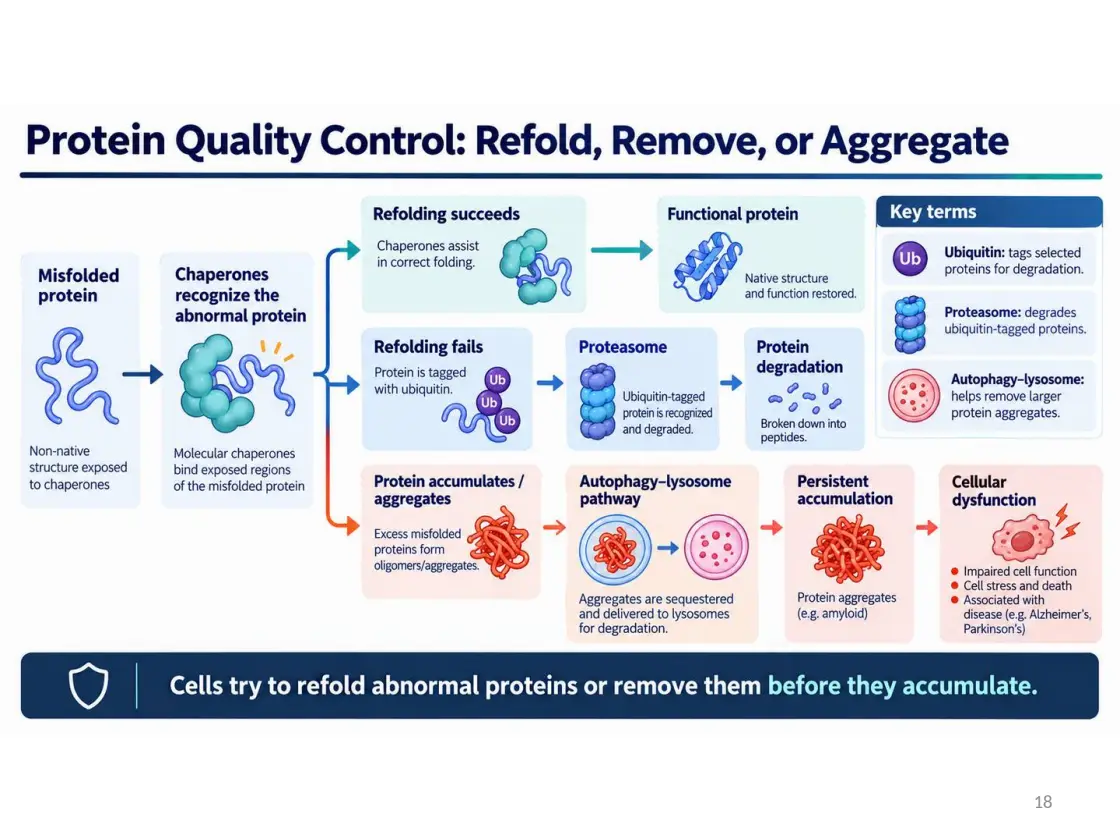 Protein Quality Control: Refold, Remove, or Aggregate
Misfolded
protein
Non-native
structure exposed
to chaperones
Chaperones
recognize the
abnormal protein
Molecular chaperones
bind exposed regions
of the misfolded protein
Refolding succeeds
Chaperones assist
in correct folding.
Functional protein
Native structure
and function restored.
Refolding fails
Protein is tagged
with ubiquitin.
Ub
Ub
Ub
Proteasome
Ubiquitin-tagged
protein is recognized
and degraded.
Protein
degradation
Broken down into
peptides.
Protein accumulates /
aggregates
Excess misfolded
proteins form
oligomers/aggregates.
Autophagy–lysosome
pathway
Aggregates are sequestered
and delivered to lysosomes
for degradation.
Persistent
accumulation
Protein aggregates
(e.g. amyloid)
Cellular
dysfunction
Impaired cell function
Cell stress and death
Associated with
disease (e.g. Alzheimer's,
Parkinson's)
Key terms
Ub
Ubiquitin: tags selected
proteins for degradation.
Proteasome: degrades
ubiquitin-tagged proteins.
Autophagy–lysosome:
helps remove larger
protein aggregates.
Cells try to refold abnormal proteins or remove them before they accumulate.
18